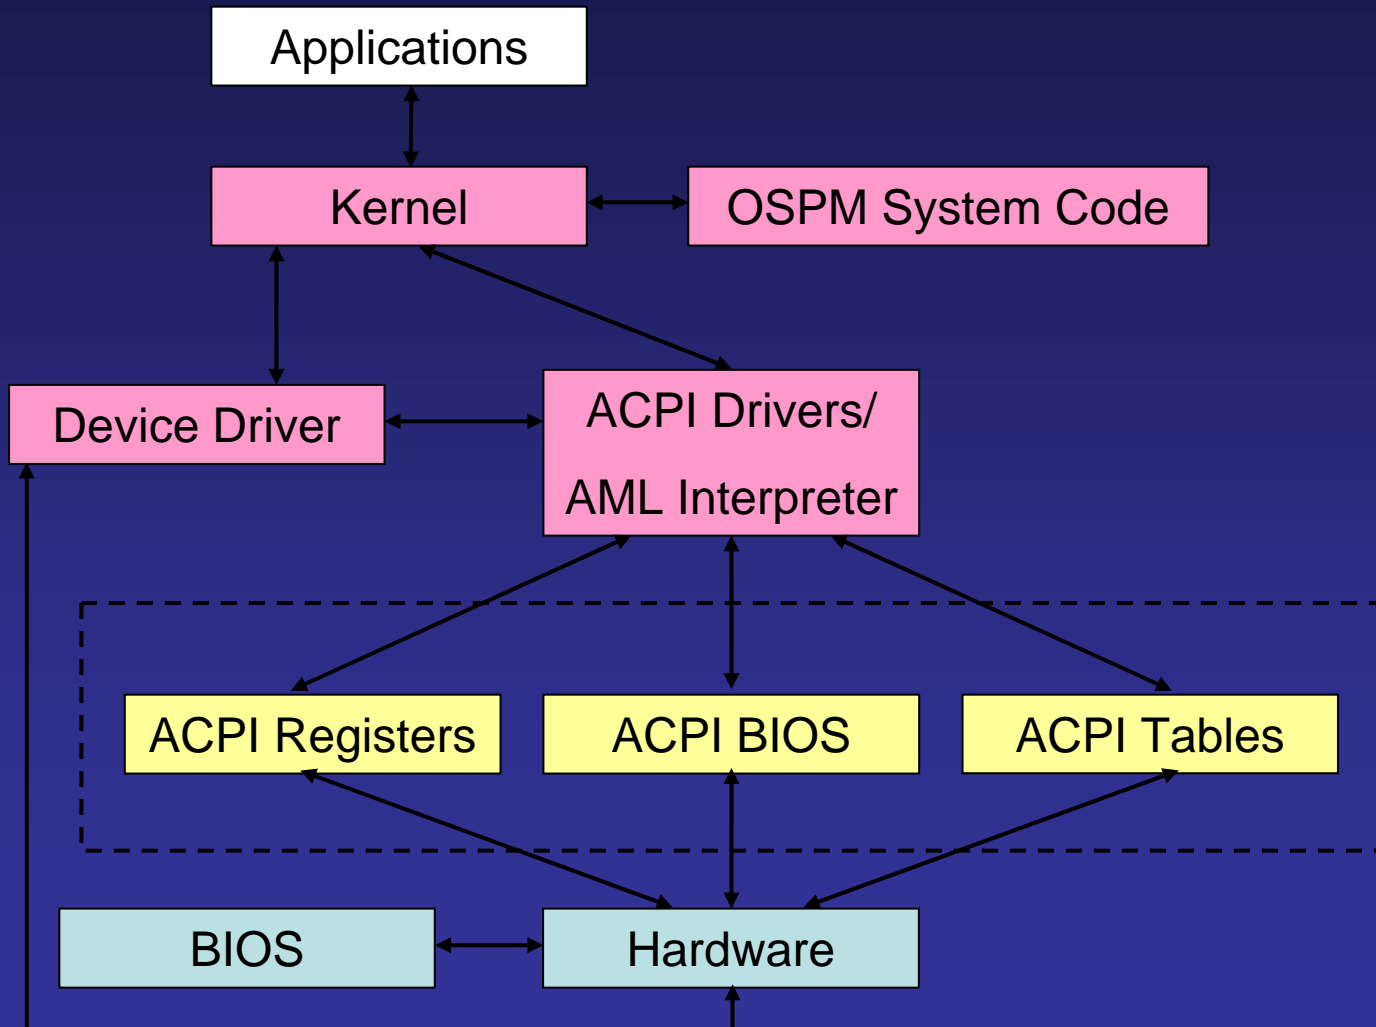 Applications
Kernel
OSPM System Code
Device Driver
ACPI Drivers/
AML Interpreter
ACPI Registers
ACPI BIOS
ACPI Tables
BIOS
Hardware